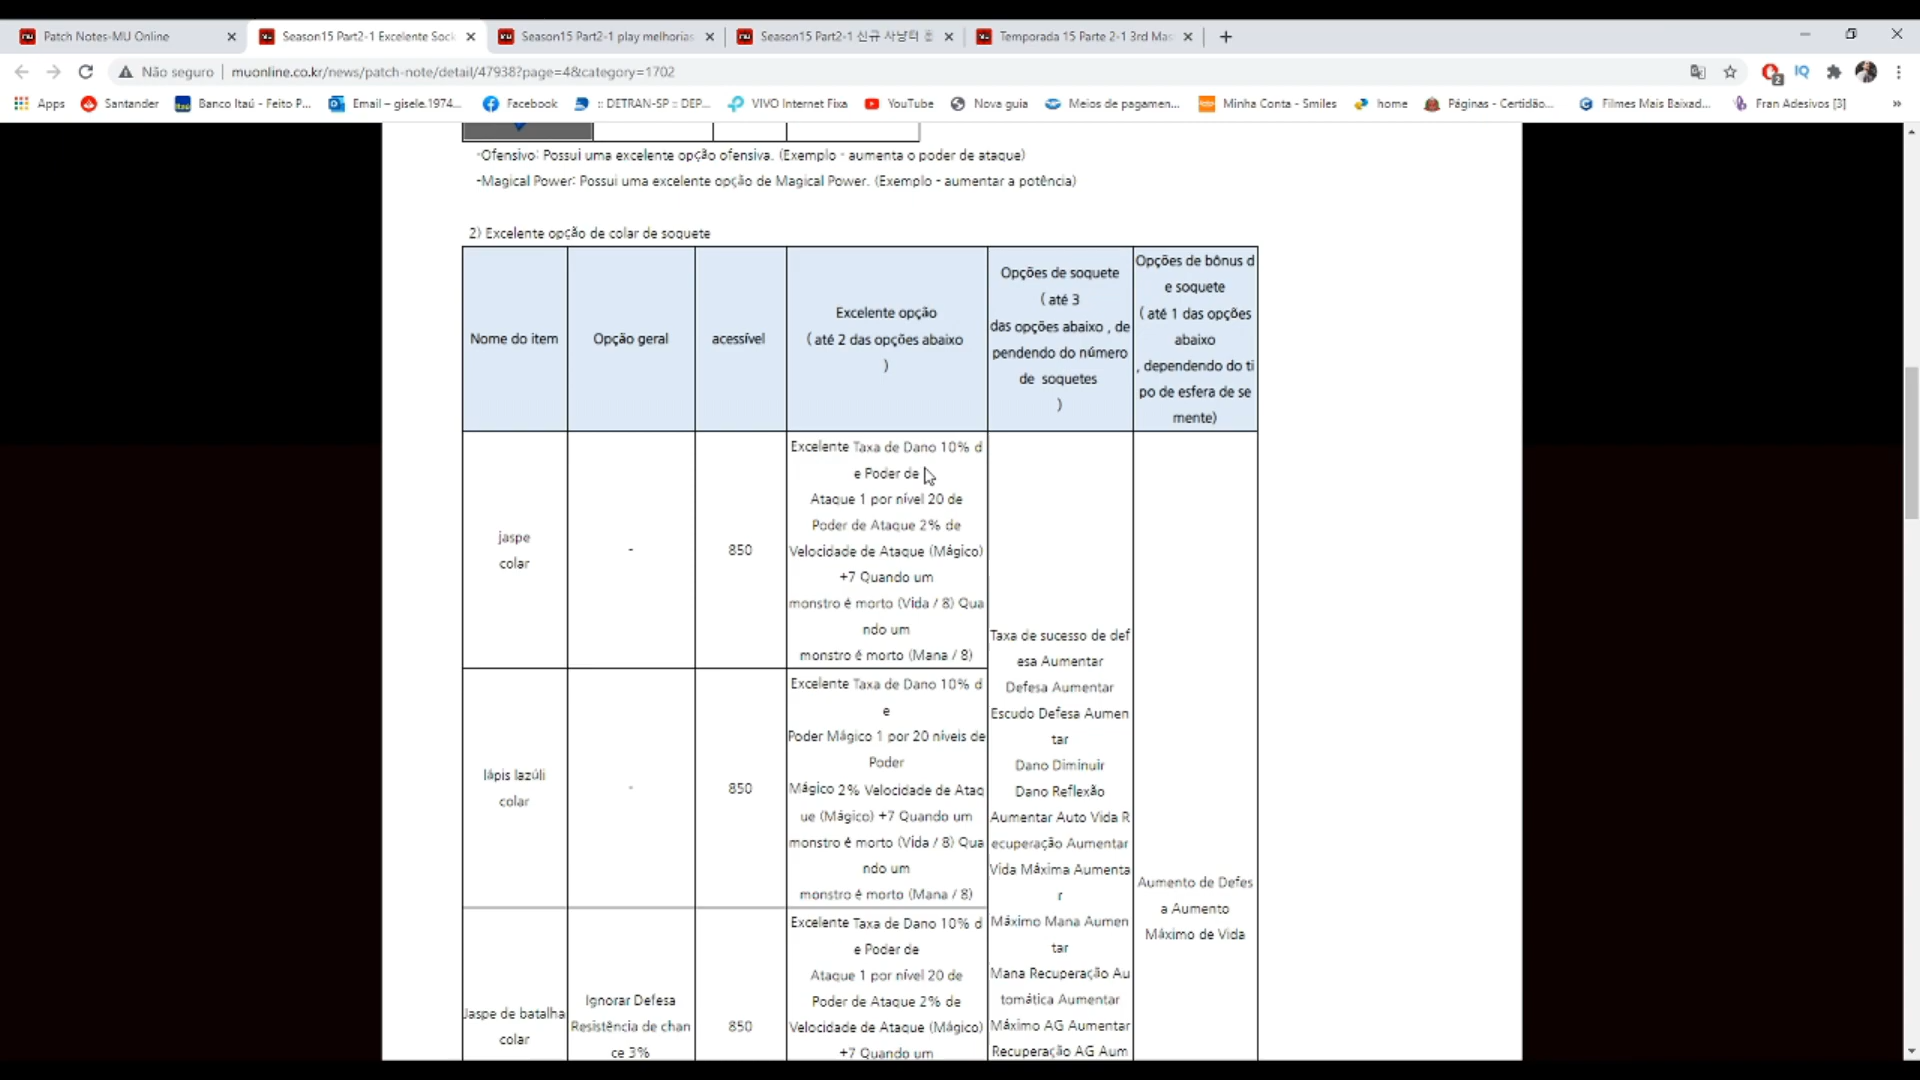 Patch Notes-MU Online
Season15 Part2-1 Excelente Sock
Season15 Part2-1 play melhorias
Season15 Part2-1 신규 사냥터 혼
Temporada 15 Parte 2-1 3rd Mas
Não seguro
muonline.co.kr/news/patch-note/detail/47938?page=4&category=1702
2
IQ
Apps
Santander
Banco Itaú - Feito P...
Email – gisele.1974...
Facebook
:: DETRAN-SP :: DEP...
VIVO Internet Fixa
YouTube
Nova guia
Meios de pagamen...
Minha Conta - Smiles
home
Páginas - Certidão...
Filmes Mais Baixad...
Fran Adesivos [3]
»
-Ofensivo: Possui uma excelente opção ofensiva. (Exemplo - aumenta o poder de ataque)
-Magical Power: Possui uma excelente opção de Magical Power. (Exemplo - aumentar a potência)
2) Excelente opção de colar de soquete
Nome do item
Opção geral
acessível
Excelente opção
( até 2 das opções abaixo
)
Opções de soquete
( até 3
das opções abaixo , de
pendendo do número
de soquetes
)
Opções de bônus d
e soquete
( até 1 das opções
abaixo
, dependendo do ti
po de esfera de se
mente)
jaspe
colar
-
850
Excelente Taxa de Dano 10% d
e Poder de
Ataque 1 por nível 20 de
Poder de Ataque 2% de
Velocidade de Ataque (Mágico)
+7 Quando um
monstro é morto (Vida / 8) Qua
ndo um
monstro é morto (Mana / 8)
lápis lazúli
colar
-
850
Excelente Taxa de Dano 10% d
e
Poder Mágico 1 por 20 níveis de
Poder
Mágico 2% Velocidade de Ataq
ue (Mágico) +7 Quando um
monstro é morto (Vida / 8) Qua
ndo um
monstro é morto (Mana / 8)
Jaspe de batalha
colar
Ignorar Defesa
Resistência de chan
ce 3%
850
Excelente Taxa de Dano 10% d
e Poder de
Ataque 1 por nível 20 de
Poder de Ataque 2% de
Velocidade de Ataque (Mágico)
+7 Quando um
Taxa de sucesso de def
esa Aumentar
Defesa Aumentar
Escudo Defesa Aumen
tar
Dano Diminuir
Dano Reflexão
Aumentar Auto Vida R
ecuperação Aumentar
Vida Máxima Aumenta
r
Máximo Mana Aumen
tar
Mana Recuperação Au
tomática Aumentar
Máximo AG Aumentar
Recuperação AG Aum
Aumento de Defes
a Aumento
Máximo de Vida